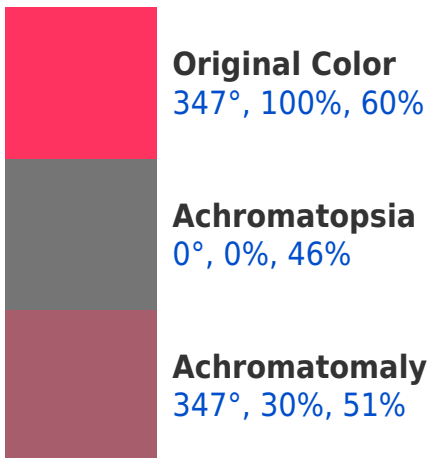 Original Color
347°, 100%, 60%
Achromatopsia
0°, 0%, 46%
Achromatomaly
347°, 30%, 51%